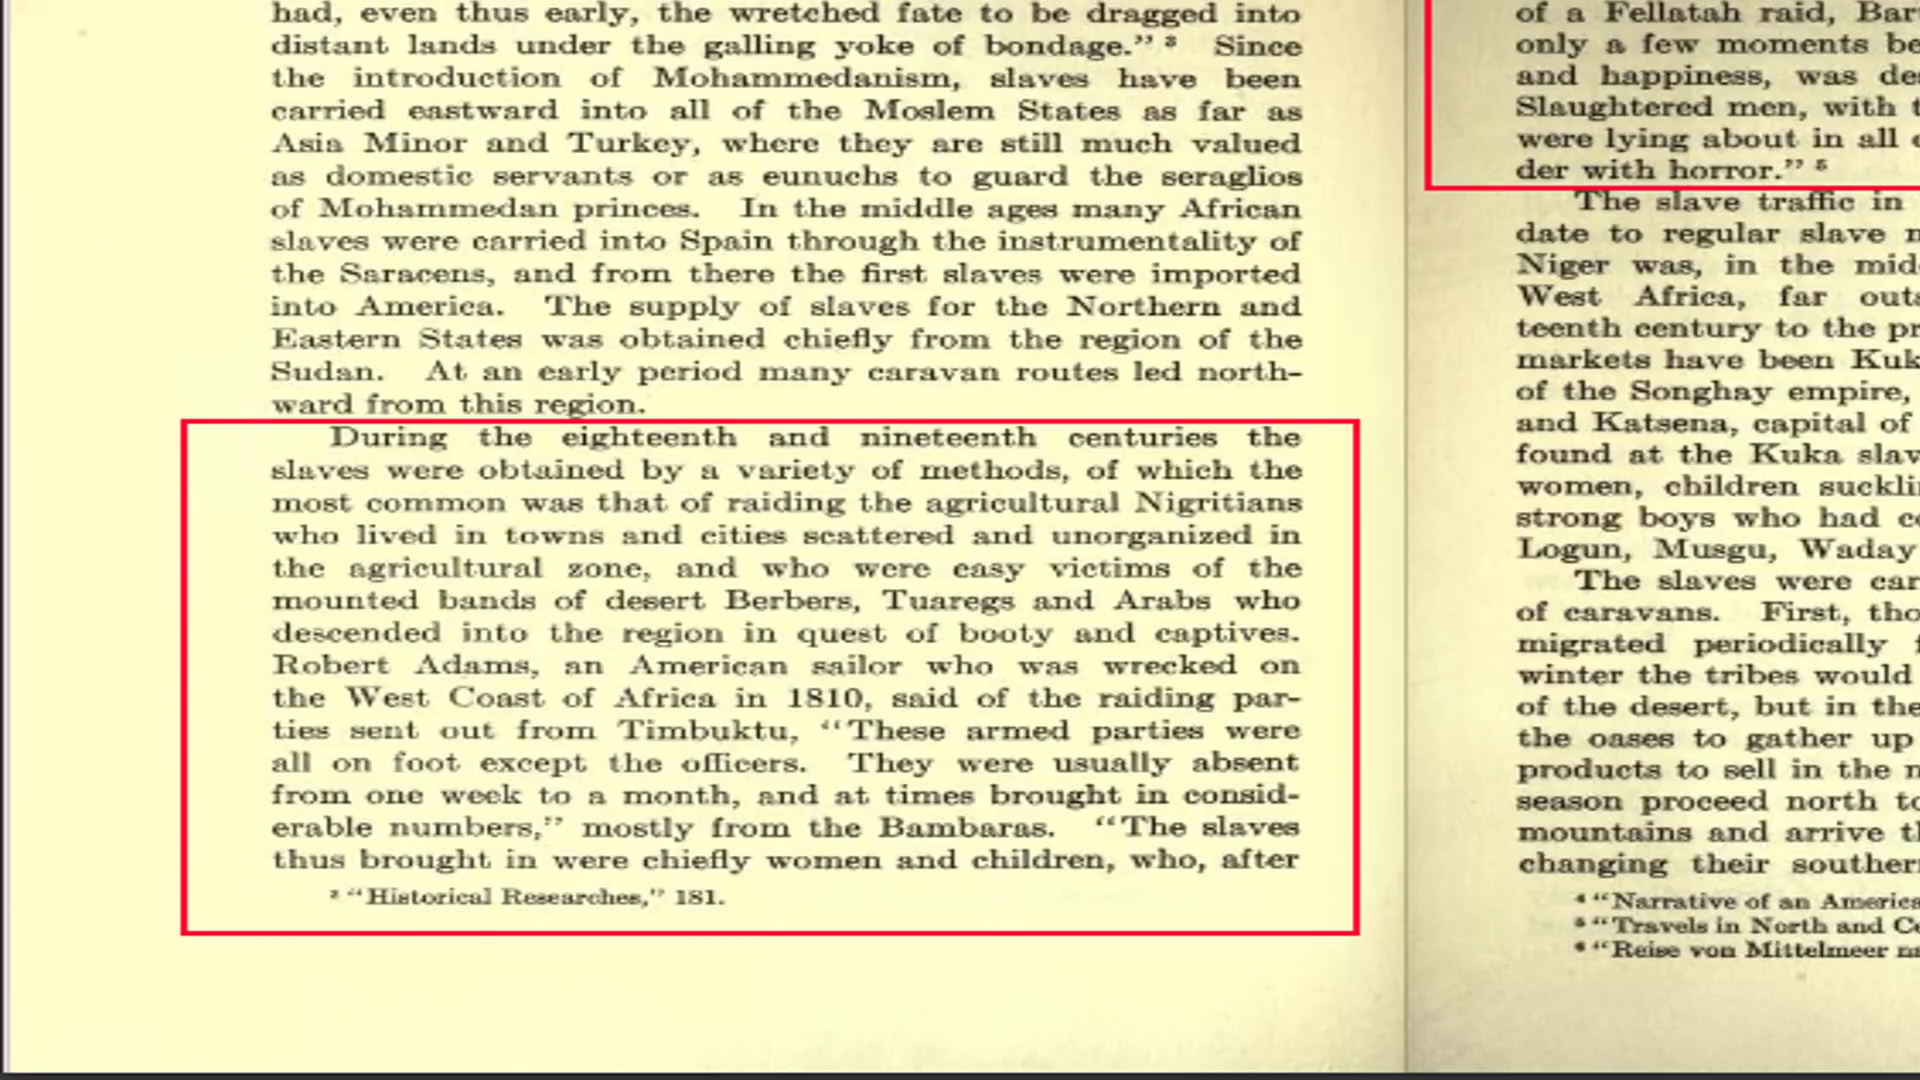 had, even thus early, the wretched fate to be dragged into
distant lands under the galling yoke of bondage.” ³ Since
the introduction of Mohammedanism, slaves have been
carried eastward into all of the Moslem States as far as
Asia Minor and Turkey, where they are still much valued
as domestic servants or as eunuchs to guard the seraglios
of Mohammedan princes. In the middle ages many African
slaves were carried into Spain through the instrumentality of
the Saracens, and from there the first slaves were imported
into America. The supply of slaves for the Northern and
Eastern States was obtained chiefly from the region of the
Sudan. At an early period many caravan routes led north-
ward from this region.
During the eighteenth and nineteenth centuries the
slaves were obtained by a variety of methods, of which the
most common was that of raiding the agricultural Nigritians
who lived in towns and cities scattered and unorganized in
the agricultural zone, and who were easy victims of the
mounted bands of desert Berbers, Tuaregs and Arabs who
descended into the region in quest of booty and captives.
Robert Adams, an American sailor who was wrecked on
the West Coast of Africa in 1810, said of the raiding par-
ties sent out from Timbuktu, “These armed parties were
all on foot except the officers. They were usually absent
from one week to a month, and at times brought in consid-
erable numbers,” mostly from the Bambaras. “The slaves
thus brought in were chiefly women and children, who, after
³ “Historical Researches,” 181.
of a Fellatah raid, Bar
only a few moments be
and happiness, was de
Slaughtered men, with t
were lying about in all
der with horror.” ⁵
The slave traffic in
date to regular slave
Niger was, in the mid
West Africa, far outs
teenth century to the pr
markets have been Kuk
of the Songhay empire,
and Katsena, capital of
found at the Kuka slav
women, children suckli
strong boys who had c
Logun, Musgu, Waday
The slaves were car
of caravans. First, tho
migrated periodically
winter the tribes would
of the desert, but in the
the oases to gather up
products to sell in the
season proceed north to
mountains and arrive t
changing their southern
⁴ “Narrative of an America
⁵ “Travels in North and Ce
⁶ “Reise von Mittelmeer na